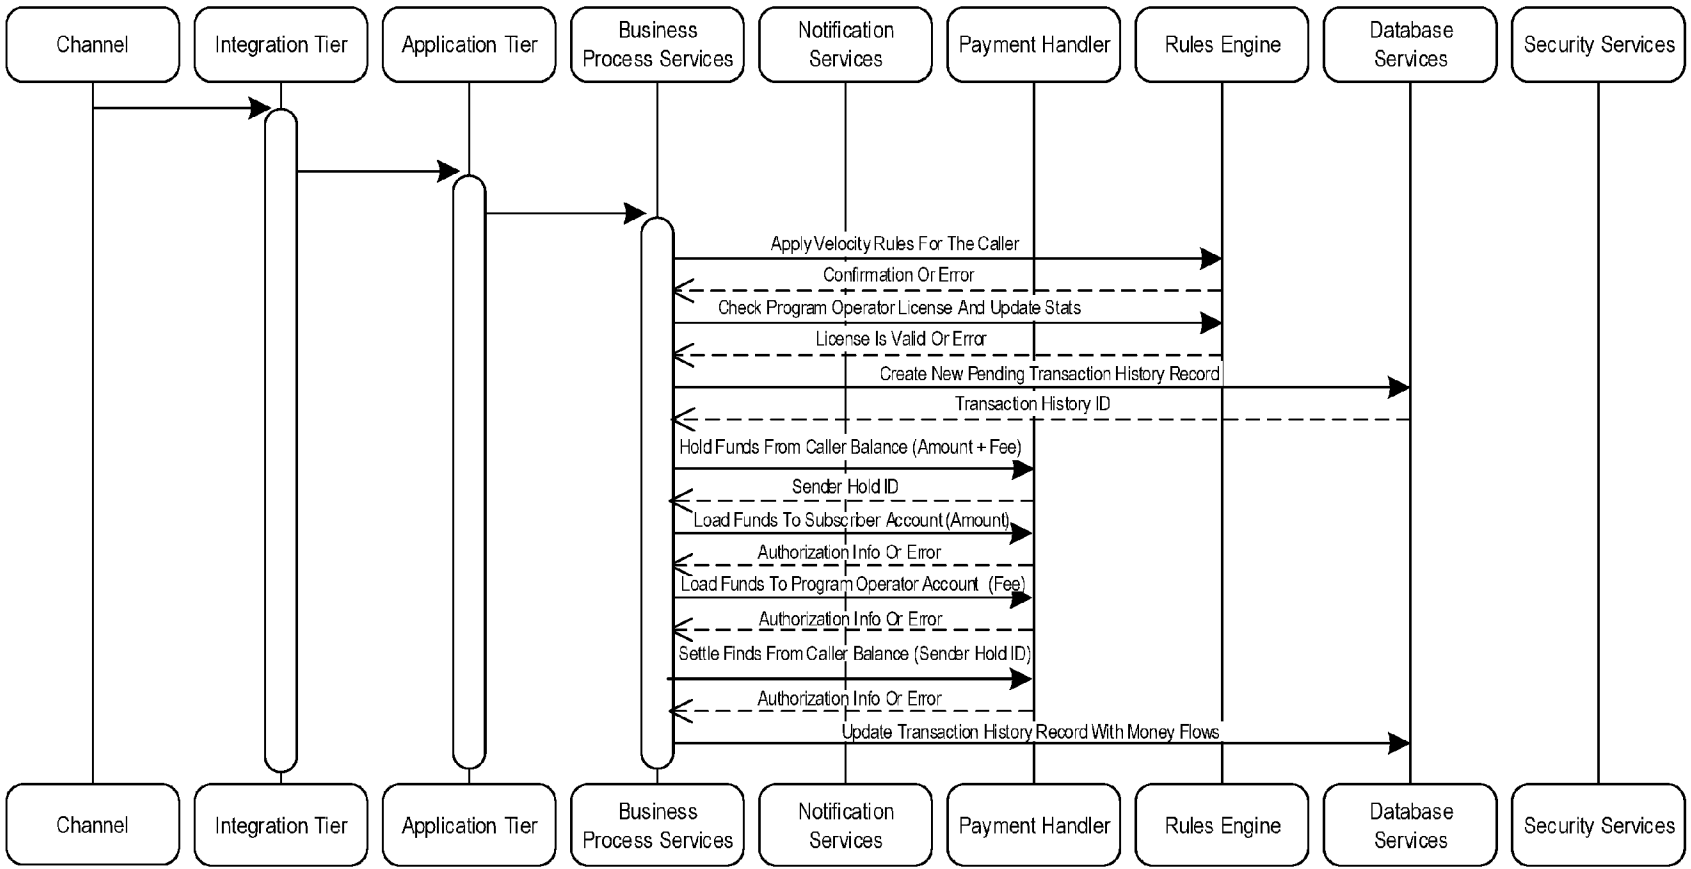 Channel
Integration Tier
Application Tier
Business
Process Services
Notification
Services
Payment Handler
Rules Engine
Database
Services
Security Services
Apply Velocity Rules For The Caller
Confirmation Or Error
Check Program Operator License And Update Stats
License Is Valid Or Error
Create New Pending Transaction History Record
Transaction History ID
Hold Funds From Caller Balance (Amount + Fee)
Sender Hold ID
Load Funds To Subscriber Account (Amount)
Authorization Info Or Error
Load Funds To Program Operator Account (Fee)
Authorization Info Or Error
Settle Finds From Caller Balance (Sender Hold ID)
Authorization Info Or Error
Update Transaction History Record With Money Flows
Channel
Integration Tier
Application Tier
Business
Process Services
Notification
Services
Payment Handler
Rules Engine
Database
Services
Security Services